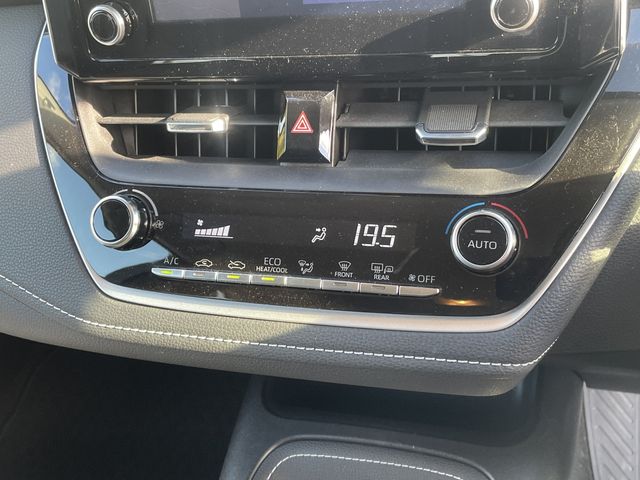 19.5
AUTO
A/C
ECO
HEAT/COOL
FRONT
REAR
OFF